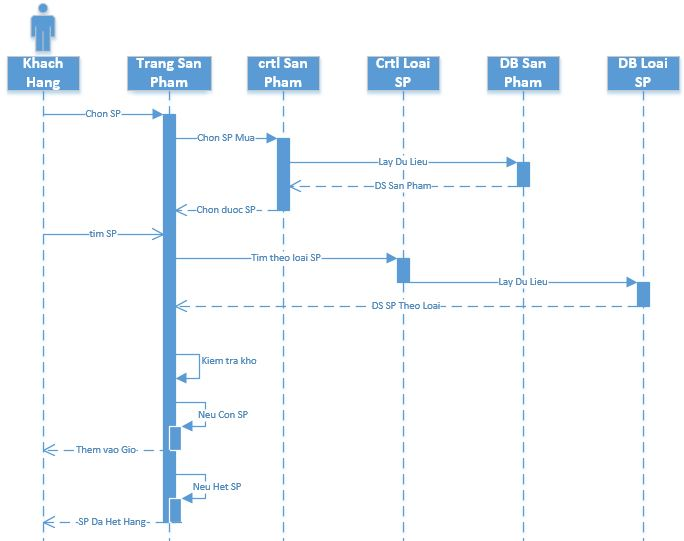 Khach
Hang
Trang San
Pham
crtl San
Pham
Crtl Loai
SP
DB San
Pham
DB Loai
SP
Chon SP
Chon SP Mua
Lay Du Lieu
DS San Pham
Chon duoc SP
tim SP
Tim theo loai SP
Lay Du Lieu
DS SP Theo Loai
Kiem tra kho
Neu Con SP
Them vao Gio
Neu Het SP
SP Da Het Hang